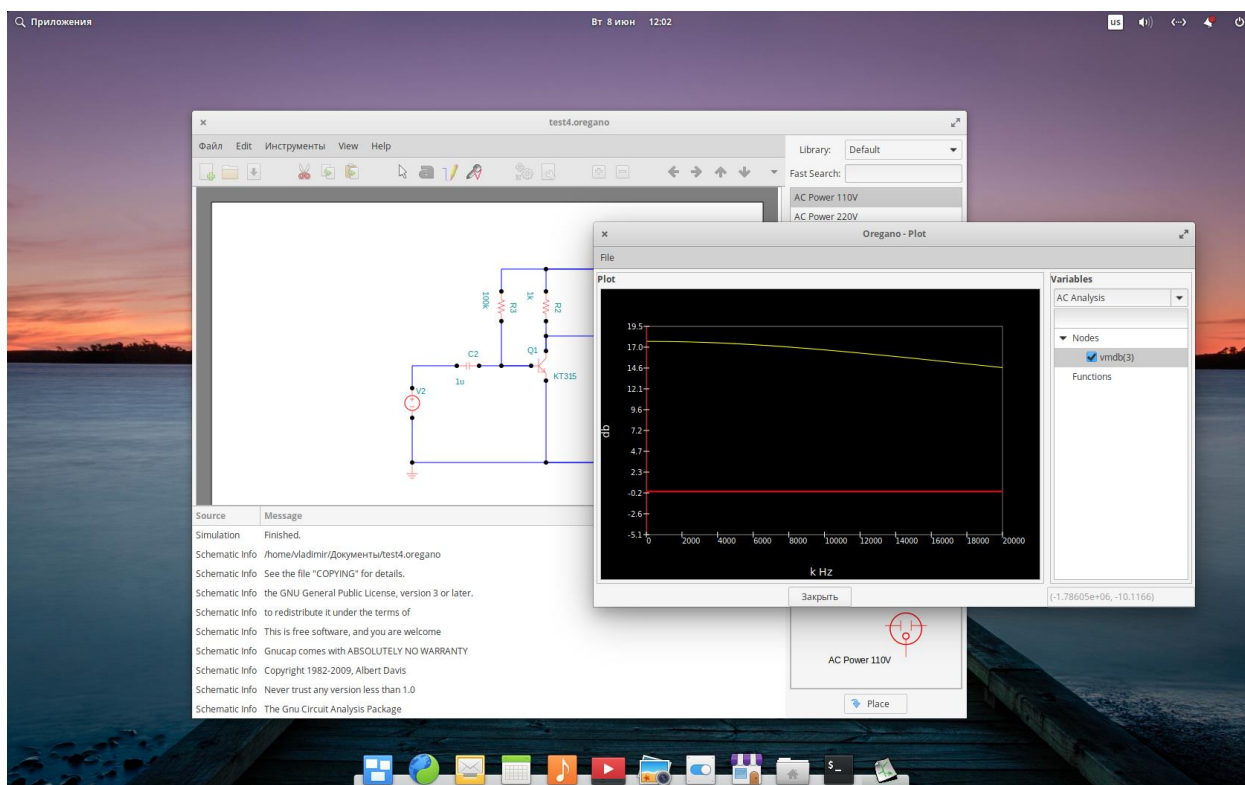 Приложения
Вт 8 июн 12:02
us
test4.oregano
Файл Edit Инструменты View Help
Library: Default
Fast Search:
AC Power 110V
AC Power 220V
100k
R3
1k
R2
C2
1u
Q1
KT315
V2
Source Message
Simulation Finished.
Schematic Info /home/vladimir/Документы/test4.oregano
Schematic Info See the file "COPYING" for details.
Schematic Info the GNU General Public License, version 3 or later.
Schematic Info to redistribute it under the terms of
Schematic Info This is free software, and you are welcome
Schematic Info Gnucap comes with ABSOLUTELY NO WARRANTY
Schematic Info Copyright 1982-2009, Albert Davis
Schematic Info Never trust any version less than 1.0
Schematic Info The Gnu Circuit Analysis Package
AC Power 110V
Place
Oregano - Plot
File
Plot
19.5
17.0
14.6
12.1
9.6
7.2
4.7
2.3
-0.2
-2.6
-5.1
db
0 2000 4000 6000 8000 10000 12000 14000 16000 18000 20000
k Hz
Variables
AC Analysis
Nodes
vmdb(3)
Functions
Закрыть
(-1.78605e+06, -10.1166)
$_